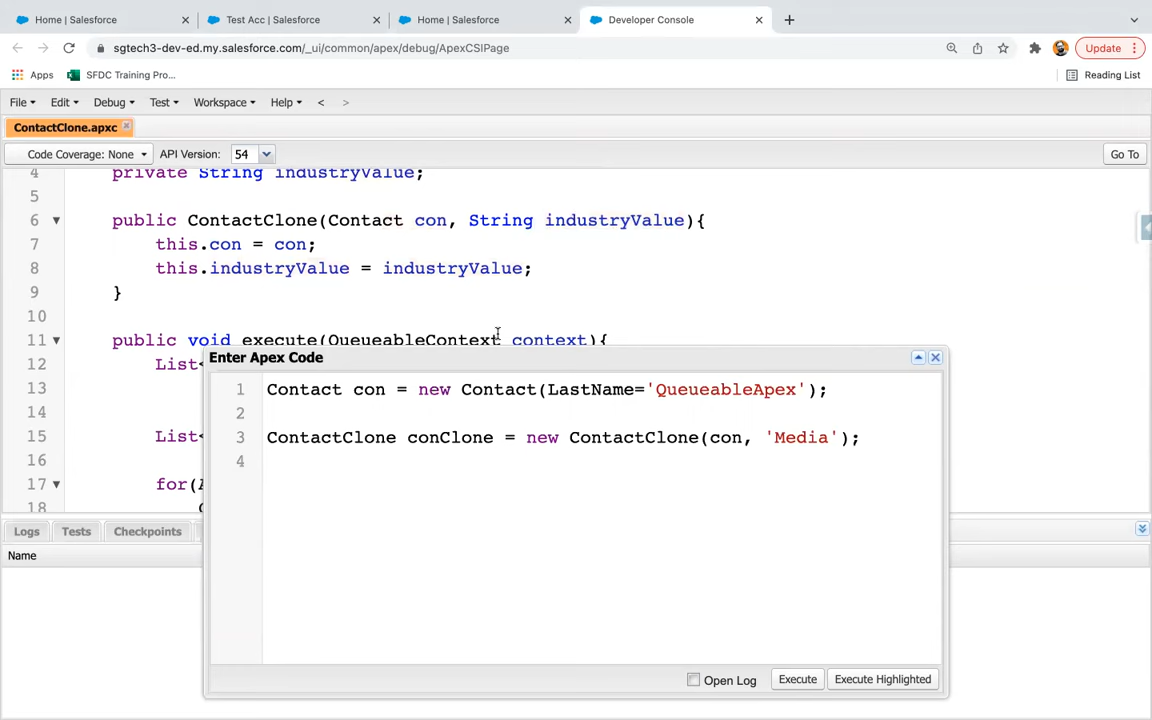 Home | Salesforce
Test Acc | Salesforce
Home | Salesforce
Developer Console
sgtech3-dev-ed.my.salesforce.com/_ui/common/apex/debug/ApexCSIPage
Update
Apps
SFDC Training Pro...
Reading List
File
Edit
Debug
Test
Workspace
Help
<
>
ContactClone.apxc
Code Coverage: None
API Version:
54
Go To
4 private String industryValue;
5
6 public ContactClone(Contact con, String industryValue){
7 this.con = con;
8 this.industryValue = industryValue;
9 }
10
11 public void execute(QueueableContext context){
12 List<
13
14
15 List<
16
17 for(
18
Enter Apex Code
1 Contact con = new Contact(LastName='QueueableApex');
2
3 ContactClone conClone = new ContactClone(con, 'Media');
4
Logs
Tests
Checkpoints
Name
Open Log
Execute
Execute Highlighted